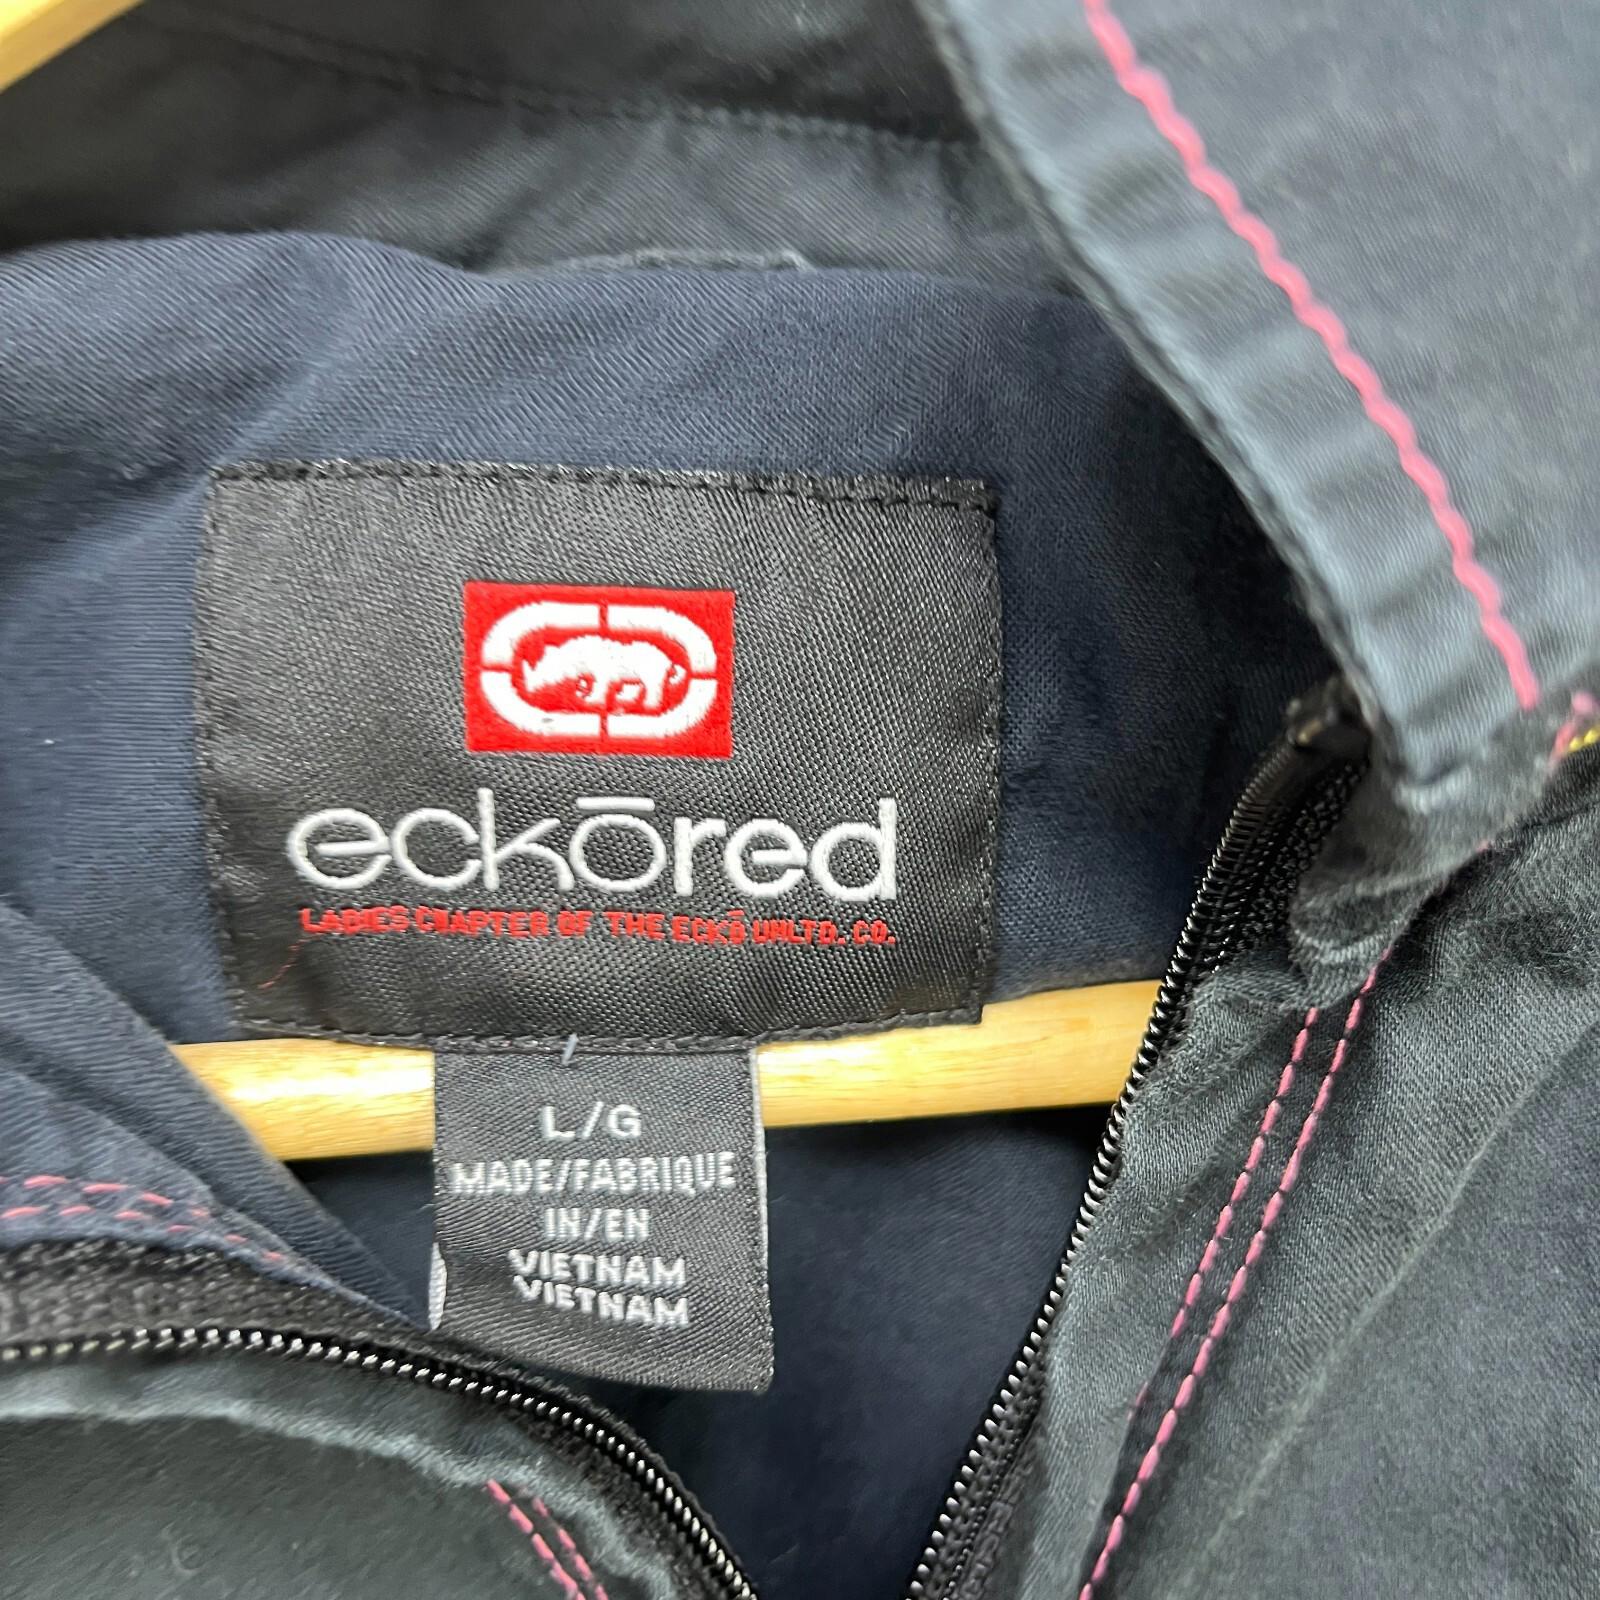 eckōred
LADIES CHAPTER OF THE ECKŌ UNLTD. CO.
L/G
MADE/FABRIQUE
IN/EN
VIETNAM
VIETNAM